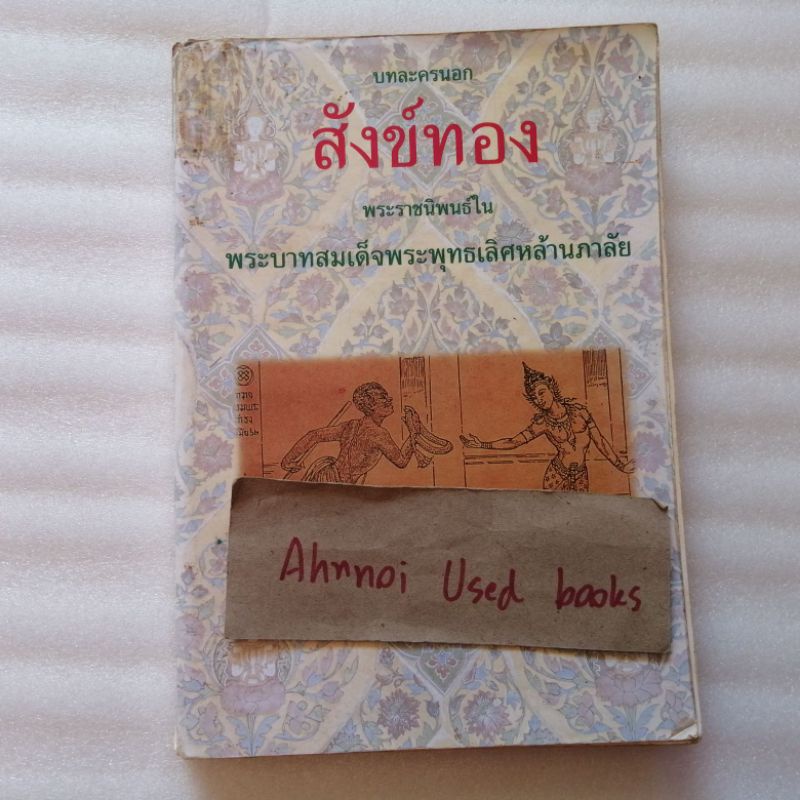 บทละครนอก
สังข์ทอง
พระราชนิพนธ์ใน
พระบาทสมเด็จพระพุทธเลิศหล้านภาลัย
Ahnnoi Used books